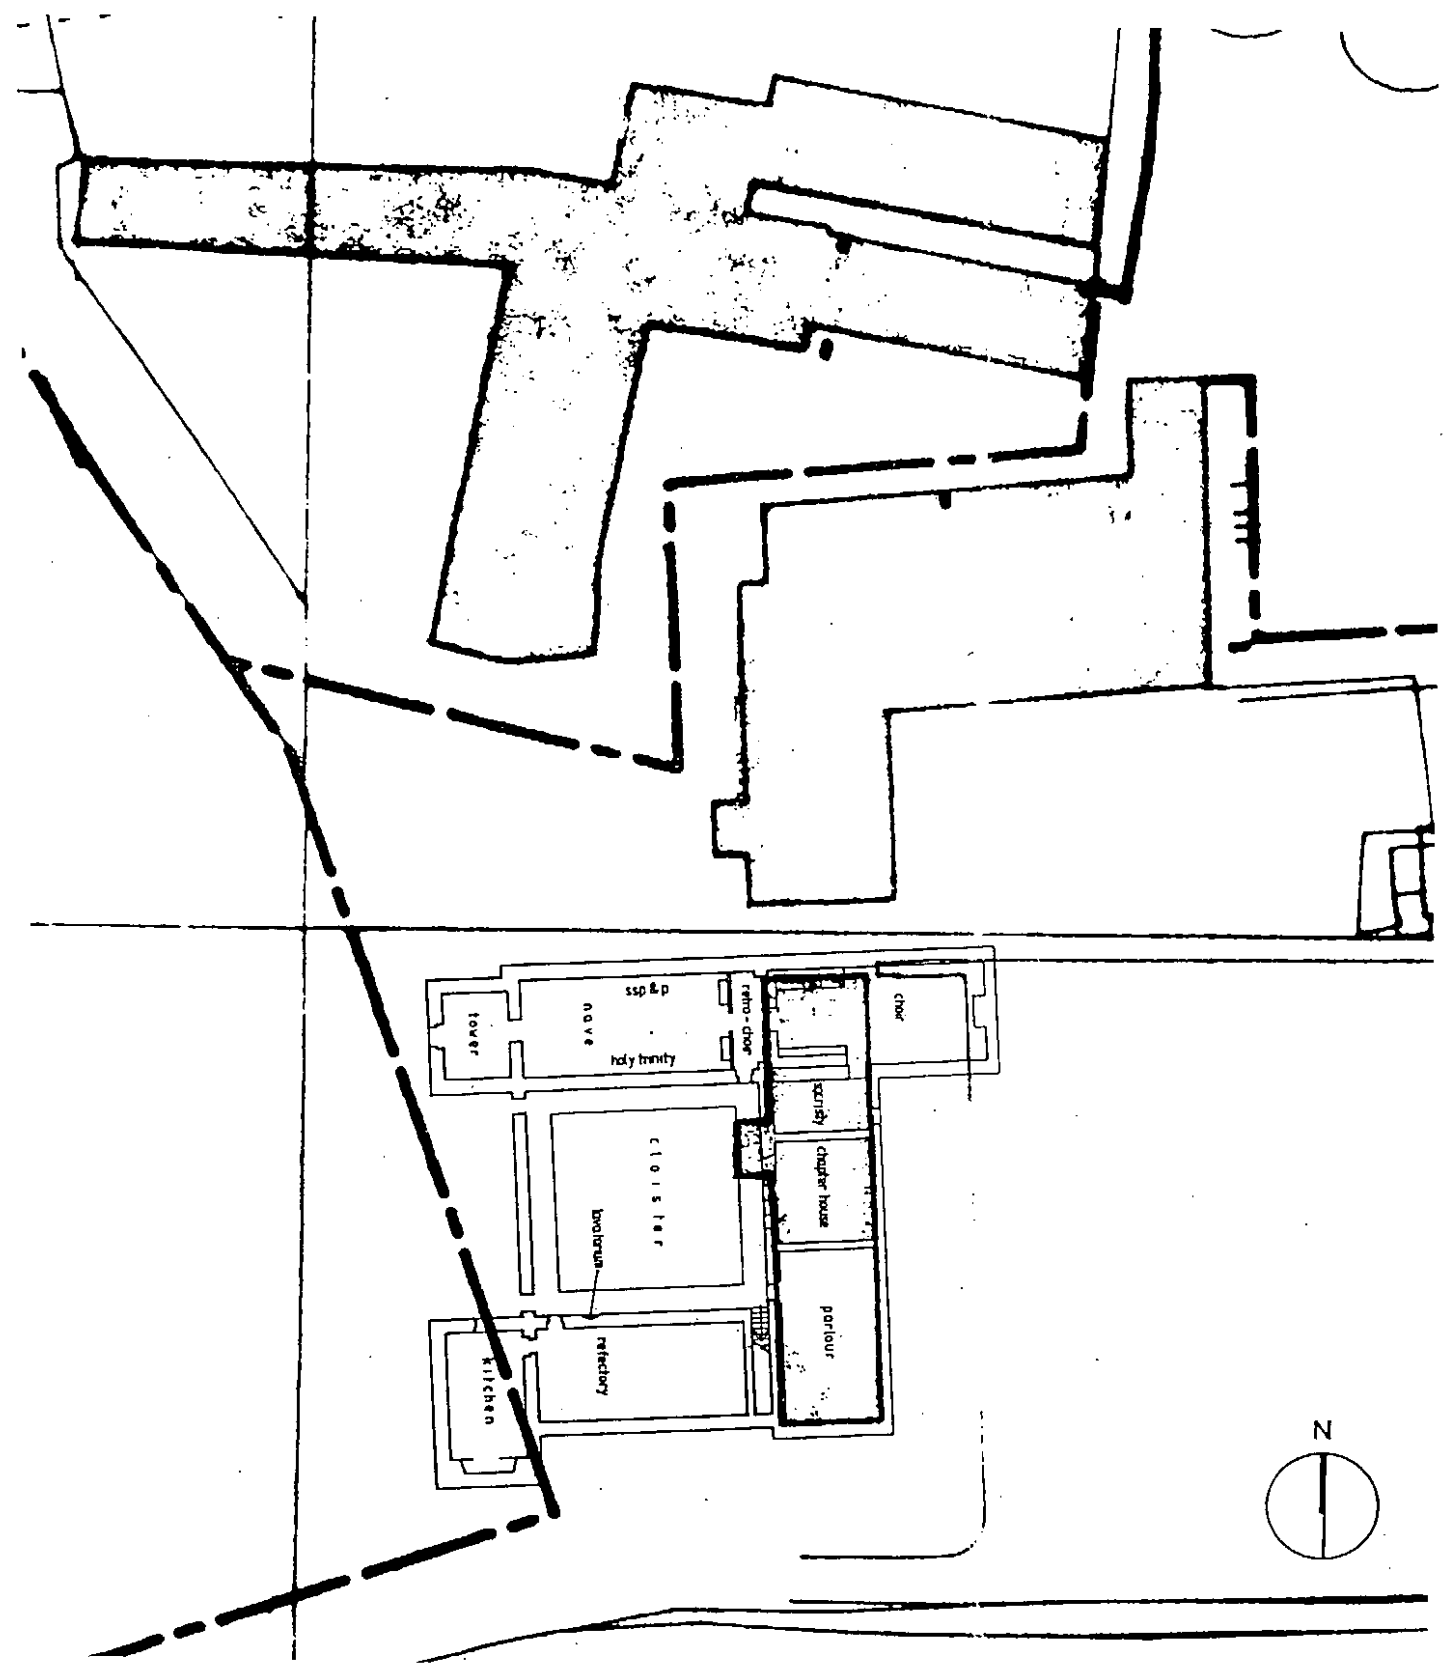 ssp & p
nave
tower
holy trinity
retro-choir
choir
sacristy
chapter house
cloister
lavatorium
parlour
refectory
kitchen
N